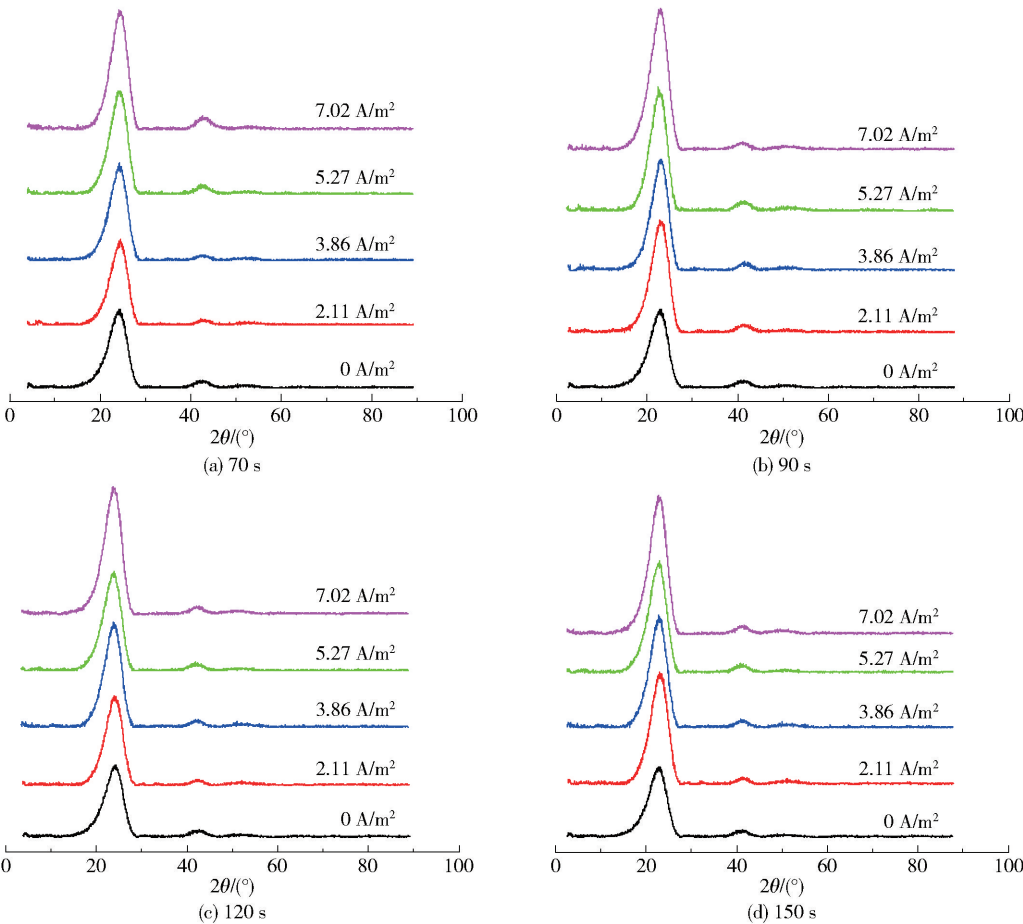 7.02 A/m²
5.27 A/m²
3.86 A/m²
2.11 A/m²
0 A/m²
0 20 40 60 80 100
2θ/(°)
(a) 70 s
7.02 A/m²
5.27 A/m²
3.86 A/m²
2.11 A/m²
0 A/m²
0 20 40 60 80 100
2θ/(°)
(b) 90 s
7.02 A/m²
5.27 A/m²
3.86 A/m²
2.11 A/m²
0 A/m²
0 20 40 60 80 100
2θ/(°)
(c) 120 s
7.02 A/m²
5.27 A/m²
3.86 A/m²
2.11 A/m²
0 A/m²
0 20 40 60 80 100
2θ/(°)
(d) 150 s